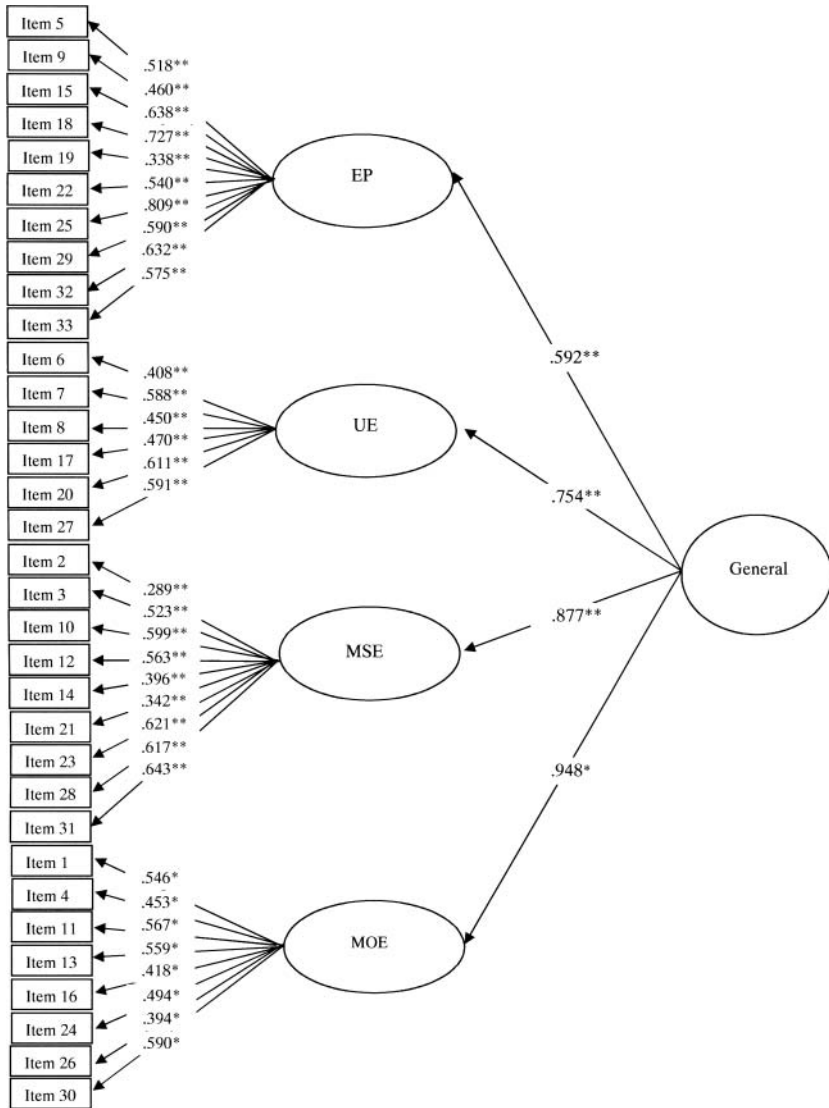 Item 5
Item 9
Item 15
Item 18
Item 19
Item 22
Item 25
Item 29
Item 32
Item 33
.518**
.460**
.638**
.727**
.338**
.540**
.809**
.590**
.632**
.575**
EP
.592**
Item 6
Item 7
Item 8
Item 17
Item 20
Item 27
.408**
.588**
.450**
.470**
.611**
.591**
UE
.754**
General
Item 2
Item 3
Item 10
Item 12
Item 14
Item 21
Item 23
Item 28
Item 31
.289**
.523**
.599**
.563**
.396**
.342**
.621**
.617**
.643**
MSE
.877**
Item 1
Item 4
Item 11
Item 13
Item 16
Item 24
Item 26
Item 30
.546*
.453*
.567*
.559*
.418*
.494*
.394*
.590*
MOE
.948*